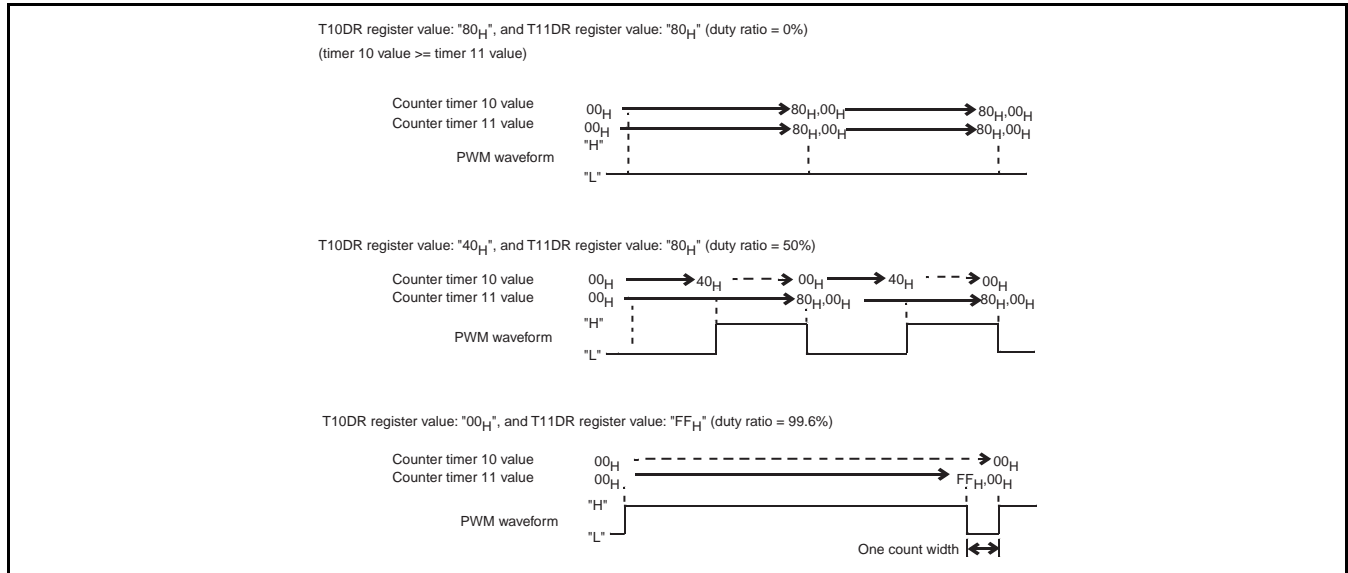 T10DR register value: "80H", and T11DR register value: "80H" (duty ratio = 0%)
(timer 10 value >= timer 11 value)
Counter timer 10 value 00H 80H,00H 80H,00H
Counter timer 11 value 00H 80H,00H 80H,00H
"H"
PWM waveform
"L"
T10DR register value: "40H", and T11DR register value: "80H" (duty ratio = 50%)
Counter timer 10 value 00H 40H 00H 40H 00H
Counter timer 11 value 00H 80H,00H 80H,00H
"H"
PWM waveform
"L"
T10DR register value: "00H", and T11DR register value: "FFH" (duty ratio = 99.6%)
Counter timer 10 value 00H 00H
Counter timer 11 value 00H FFH,00H
"H"
PWM waveform
"L"
One count width